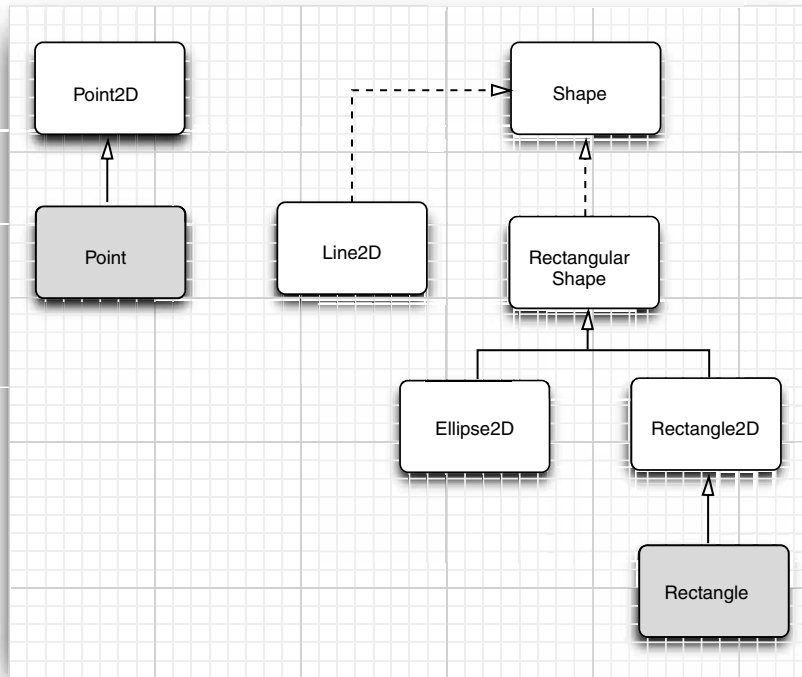 Point2D
Shape
Point
Line2D
Rectangular
Shape
Ellipse2D
Rectangle2D
Rectangle